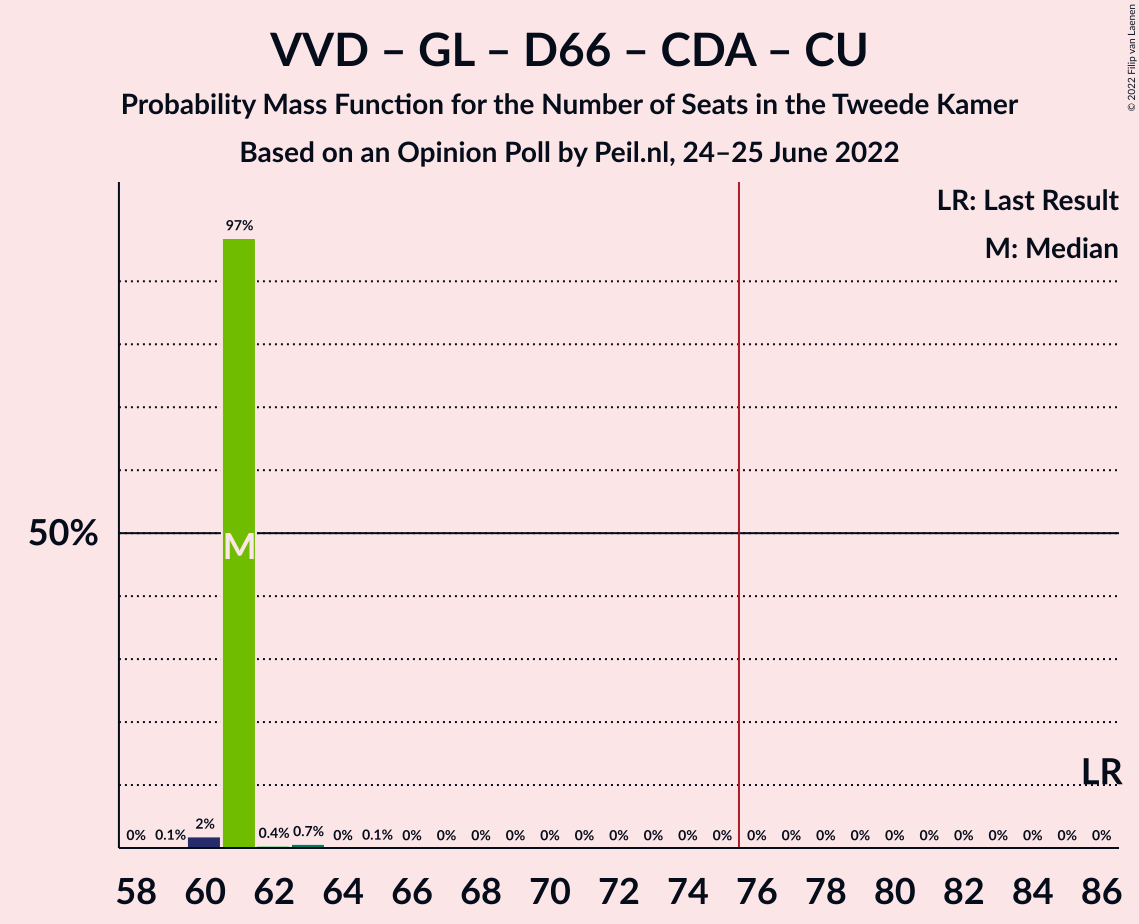 VVD – GL – D66 – CDA – CU
Probability Mass Function for the Number of Seats in the Tweede Kamer
Based on an Opinion Poll by Peil.nl, 24–25 June 2022
© 2022 Filip van Laenen
LR: Last Result
M: Median
97%
50%
M
LR
0% 0.1% 2% 0.4% 0.7% 0% 0.1% 0% 0% 0% 0% 0% 0% 0% 0% 0% 0% 0% 0% 0% 0% 0% 0% 0% 0% 0% 0% 0%
58 60 62 64 66 68 70 72 74 76 78 80 82 84 86